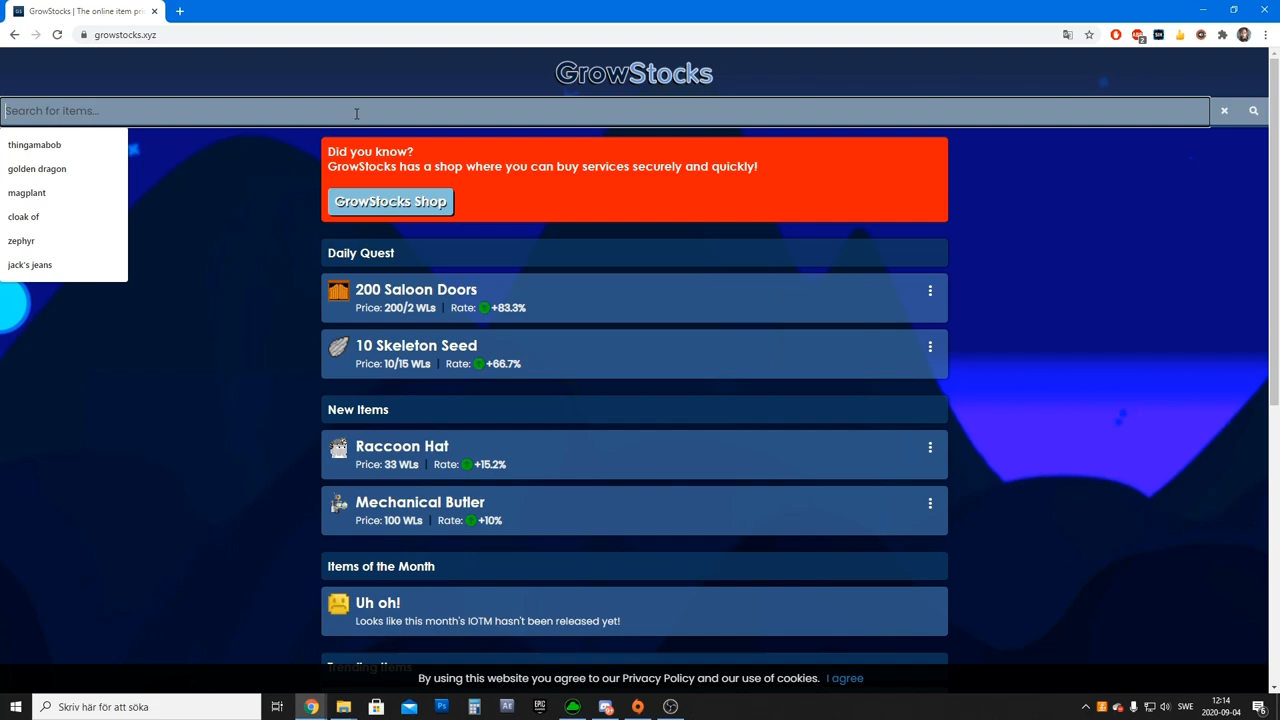 GrowStocks | The online item pri
growstocks.xyz
2
GrowStocks
Search for items...
thingamabob
golden dragon
magplant
cloak of
zephyr
jack's jeans
Did you know?
GrowStocks has a shop where you can buy services securely and quickly!
GrowStocks Shop
Daily Quest
200 Saloon Doors
Price: 200/2 WLs | Rate: +83.3%
10 Skeleton Seed
Price: 10/15 WLs | Rate: +66.7%
New Items
Raccoon Hat
Price: 33 WLs | Rate: +15.2%
Mechanical Butler
Price: 100 WLs | Rate: +10%
Items of the Month
Uh oh!
Looks like this month's IOTM hasn't been released yet!
Trending Items
By using this website you agree to our Privacy Policy and our use of cookies. I agree
Skriv här för att söka
Ps
Ae
EPIC
SWE
12:14
2020-09-04